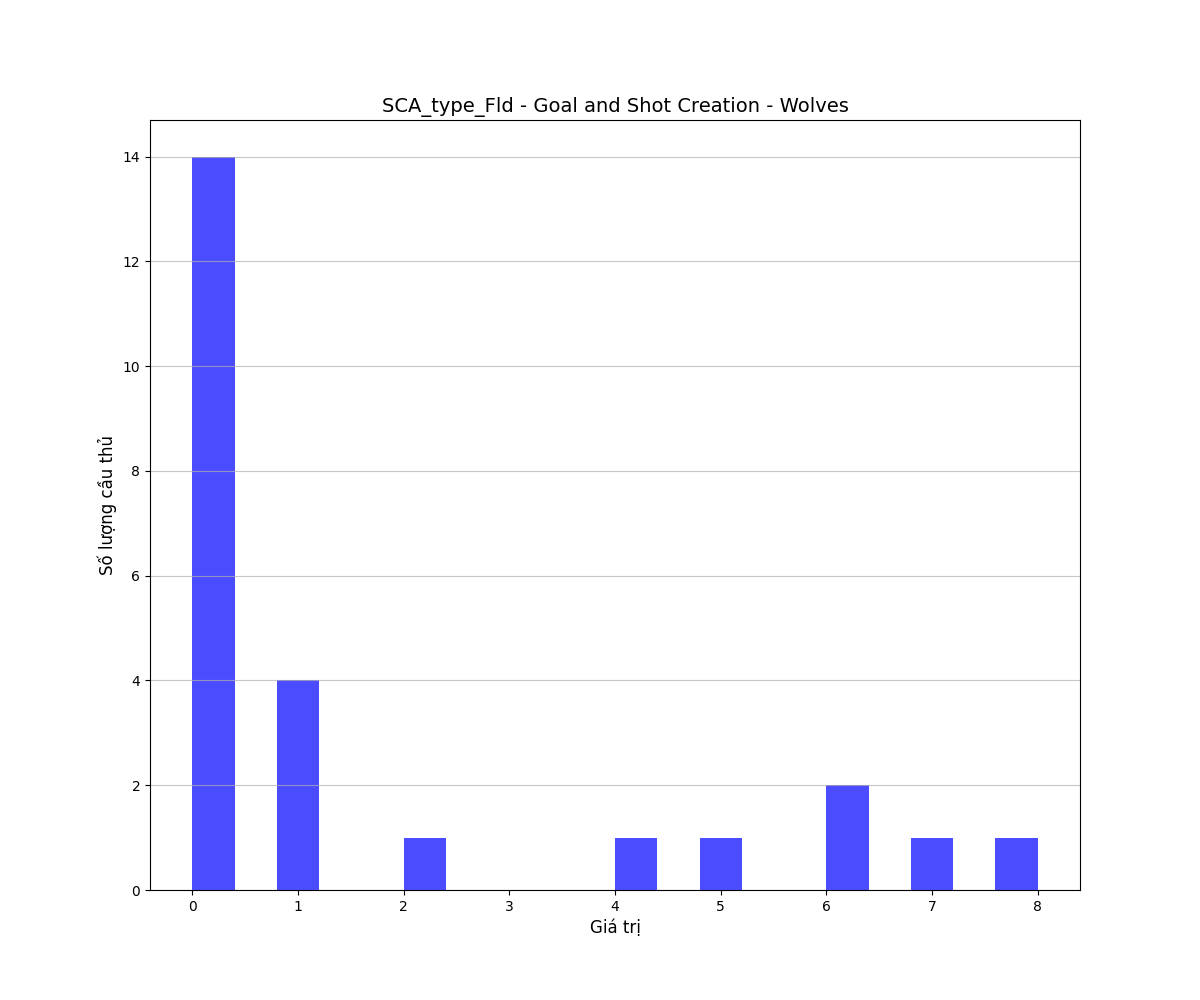 SCA_type_Fld - Goal and Shot Creation - Wolves
14
12
10
8
6
4
2
0
Số lượng cầu thủ
0 1 2 3 4 5 6 7 8
Giá trị